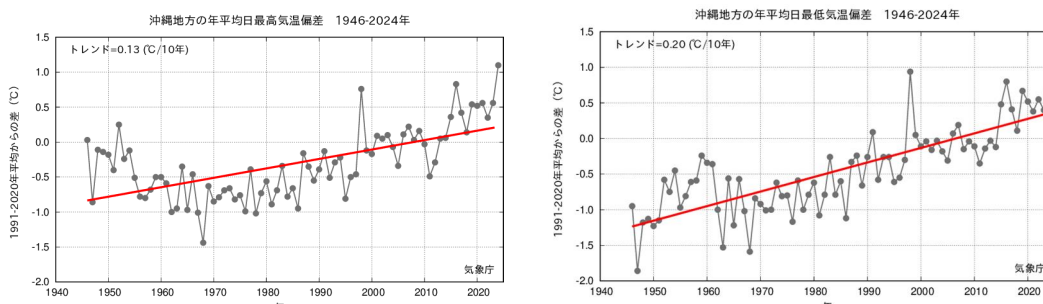 沖縄地方の年平均日最高気温偏差　1946-2024年
トレンド=0.13 (℃/10年)
1991-2020年平均からの差（℃）
1.5
1.0
0.5
0.0
-0.5
-1.0
-1.5
-2.0
気象庁
1940 1950 1960 1970 1980 1990 2000 2010 2020
沖縄地方の年平均日最低気温偏差　1946-2024年
トレンド=0.20 (℃/10年)
1991-2020年平均からの差（℃）
1.5
1.0
0.5
0.0
-0.5
-1.0
-1.5
-2.0
気象庁
1940 1950 1960 1970 1980 1990 2000 2010